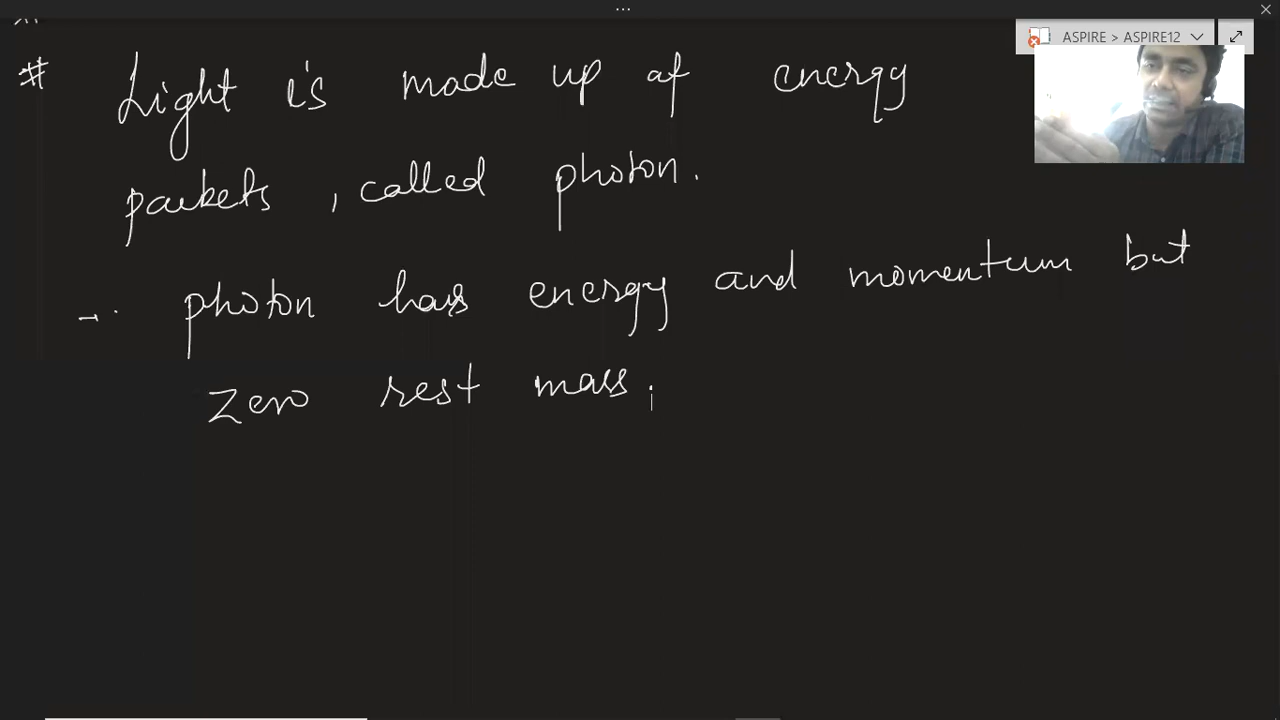 ASPIRE > ASPIRE12
# Light is made up of energy
packets, called photon.
→ photon has energy and momentum but
zero rest mass;